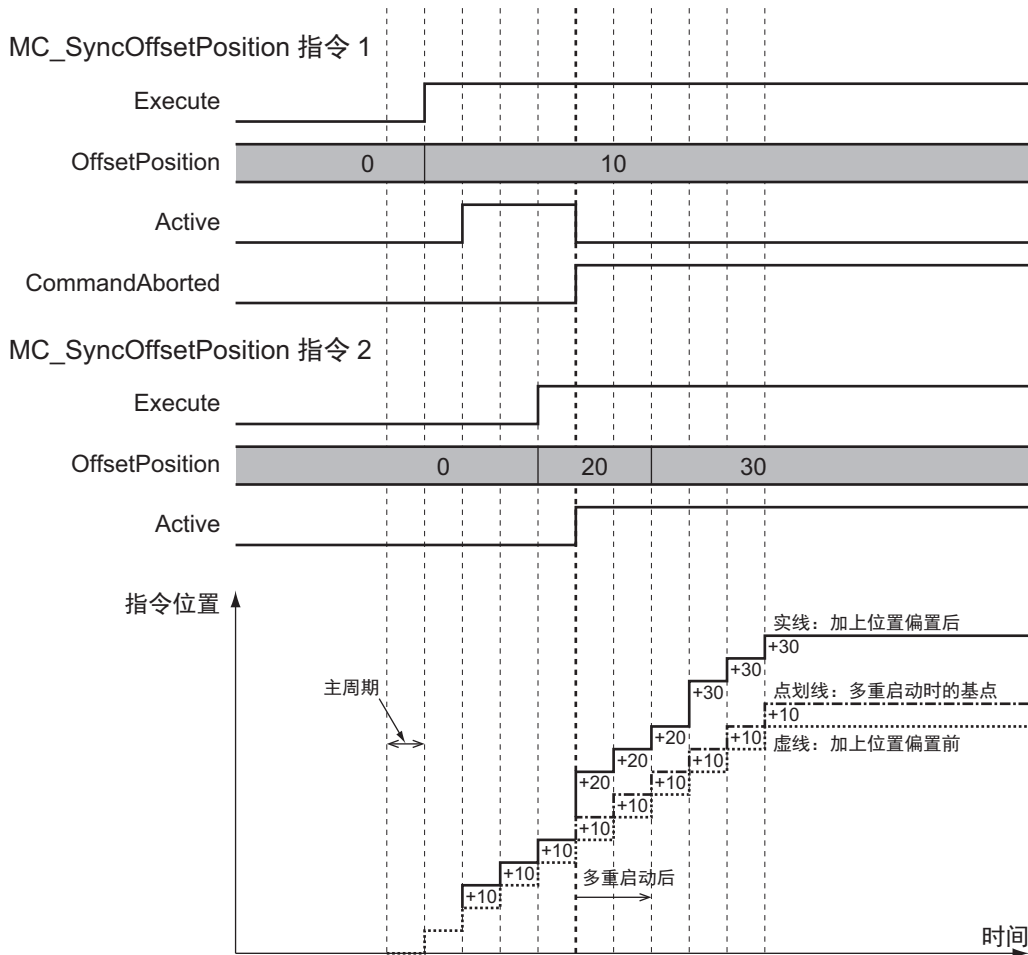 MC_SyncOffsetPosition 指令 1
Execute
OffsetPosition 0 10
Active
CommandAborted
MC_SyncOffsetPosition 指令 2
Execute
OffsetPosition 0 20 30
Active
指令位置
实线：加上位置偏置后
+30
+30
主周期
+30
点划线：多重启动时的基点
+10
+20
+10
虚线：加上位置偏置前
+20
+10
+20
+10
+10
+10
+10
多重启动后
+10
+10
时间